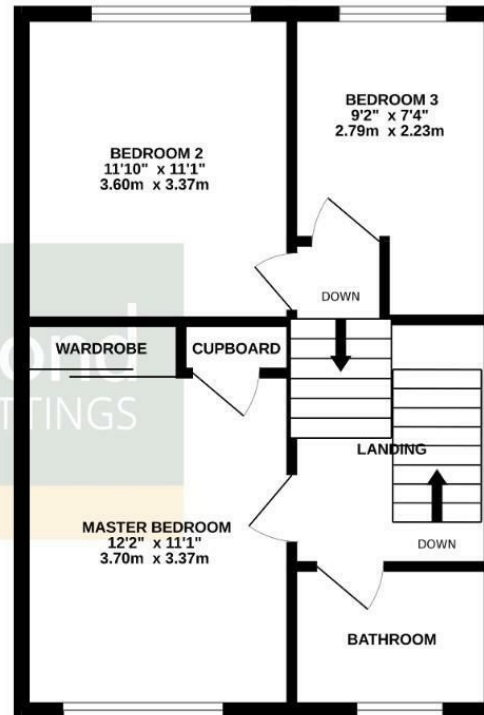 BEDROOM 2
11'10" x 11'1"
3.60m x 3.37m
BEDROOM 3
9'2" x 7'4"
2.79m x 2.23m
DOWN
WARDROBE
CUPBOARD
ond
TTINGS
LANDING
MASTER BEDROOM
12'2" x 11'1"
3.70m x 3.37m
DOWN
BATHROOM